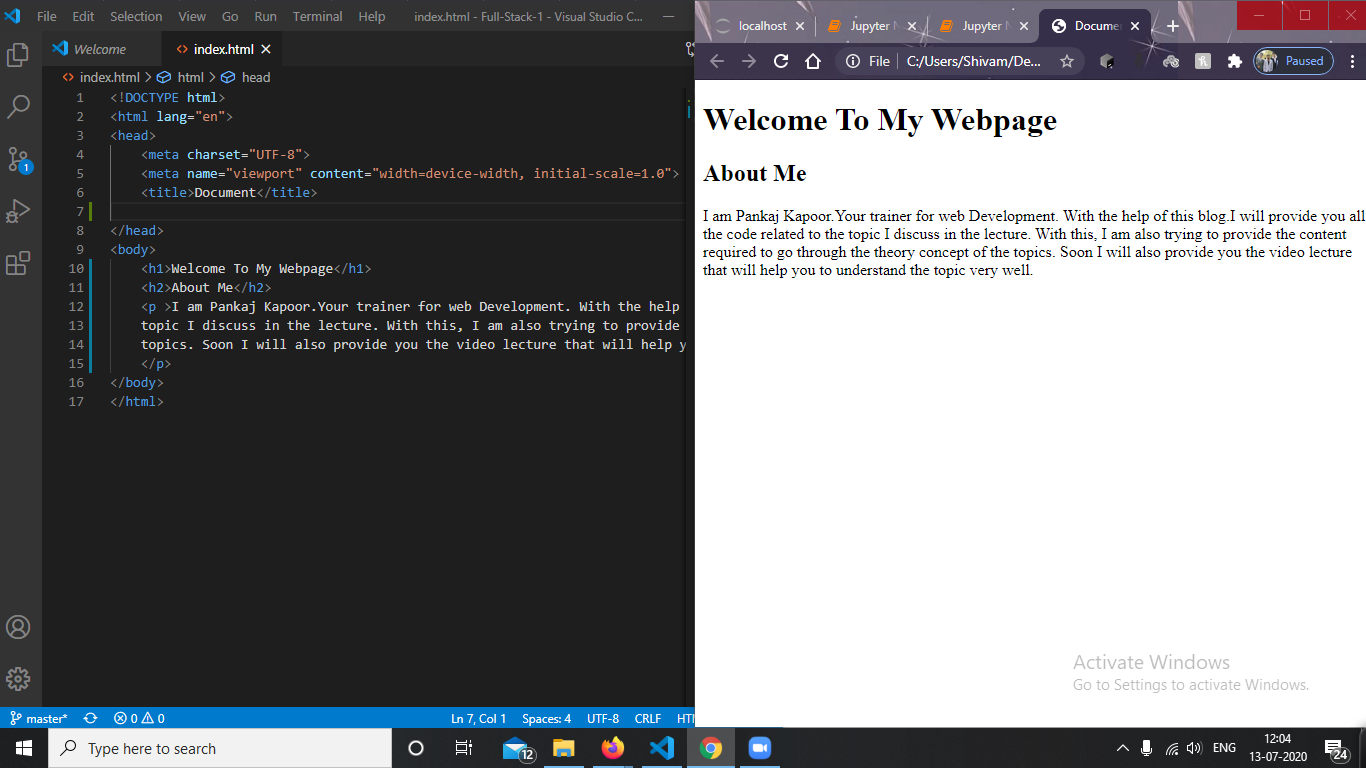 File Edit Selection View Go Run Terminal Help index.html - Full-Stack-1 - Visual Studio C...
Welcome index.html
index.html > html > head
1 <!DOCTYPE html>
2 <html lang="en">
3 <head>
4 <meta charset="UTF-8">
5 <meta name="viewport" content="width=device-width, initial-scale=1.0">
6 <title>Document</title>
7
8 </head>
9 <body>
10 <h1>Welcome To My Webpage</h1>
11 <h2>About Me</h2>
12 <p >I am Pankaj Kapoor.Your trainer for web Development. With the help
13 topic I discuss in the lecture. With this, I am also trying to provide
14 topics. Soon I will also provide you the video lecture that will help y
15 </p>
16 </body>
17 </html>
1
master* 0 0 Ln 7, Col 1 Spaces: 4 UTF-8 CRLF HTM
localhost Jupyter N Jupyter N Docume
File C:/Users/Shivam/De... Paused
Welcome To My Webpage
About Me
I am Pankaj Kapoor.Your trainer for web Development. With the help of this blog.I will provide you all
the code related to the topic I discuss in the lecture. With this, I am also trying to provide the content
required to go through the theory concept of the topics. Soon I will also provide you the video lecture
that will help you to understand the topic very well.
Activate Windows
Go to Settings to activate Windows.
Type here to search
12
ENG
12:04
13-07-2020
24